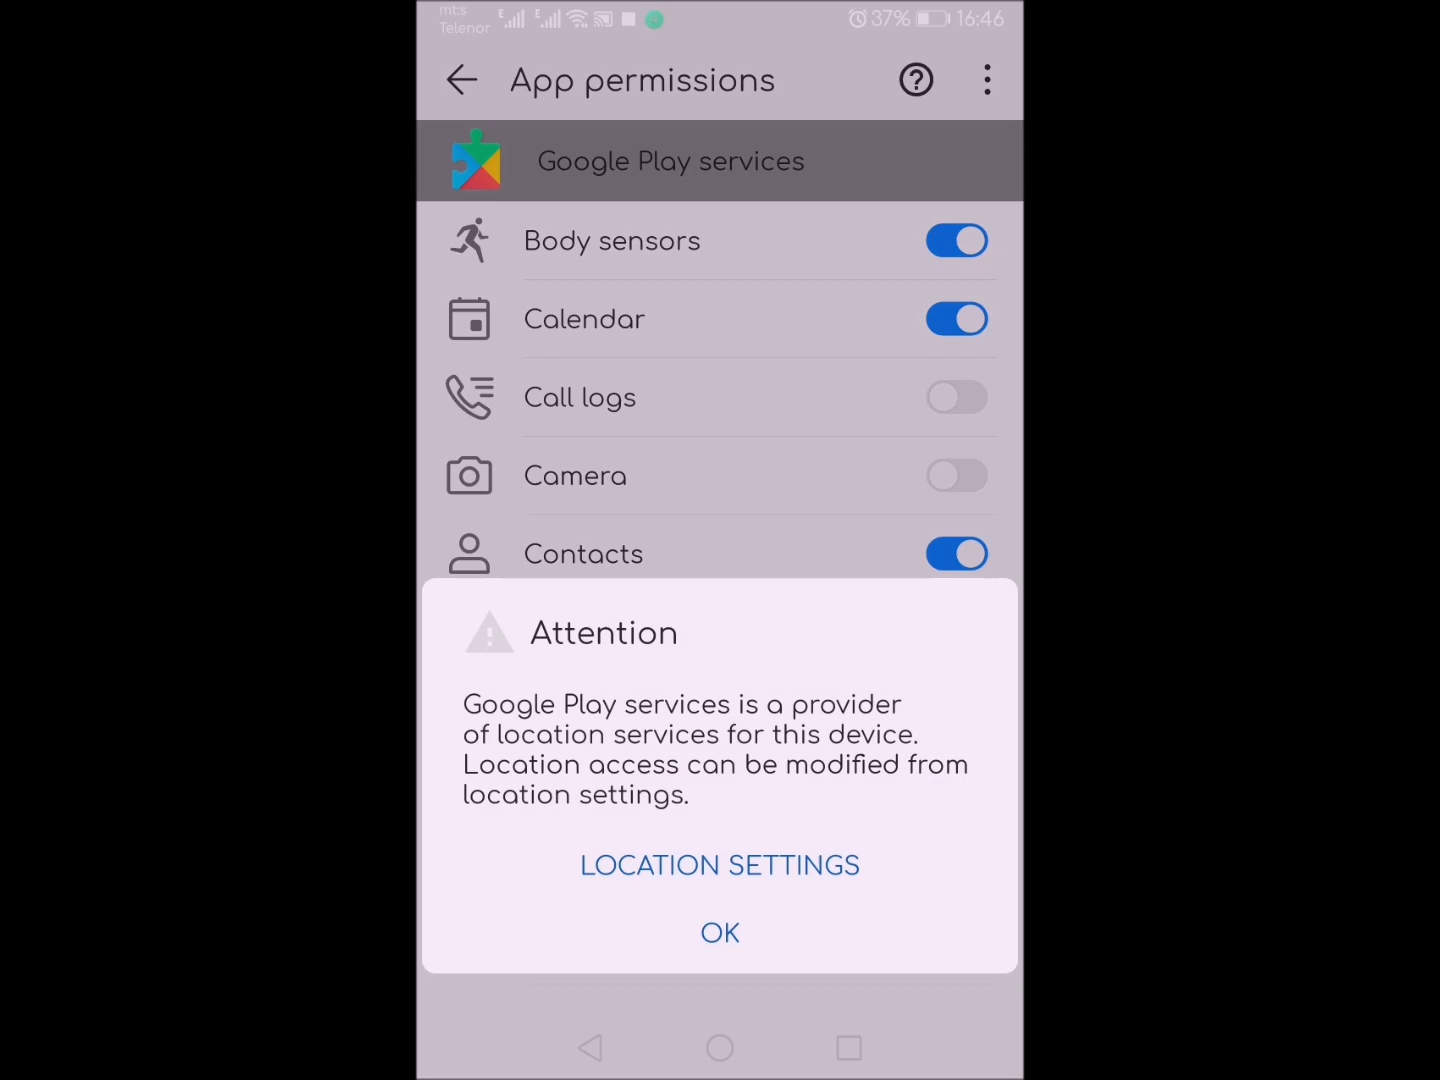 mt:s
Telenor
E E 37% 16:46
App permissions
Google Play services
Body sensors
Calendar
Call logs
Camera
Contacts
Attention
Google Play services is a provider
of location services for this device.
Location access can be modified from
location settings.
LOCATION SETTINGS
OK